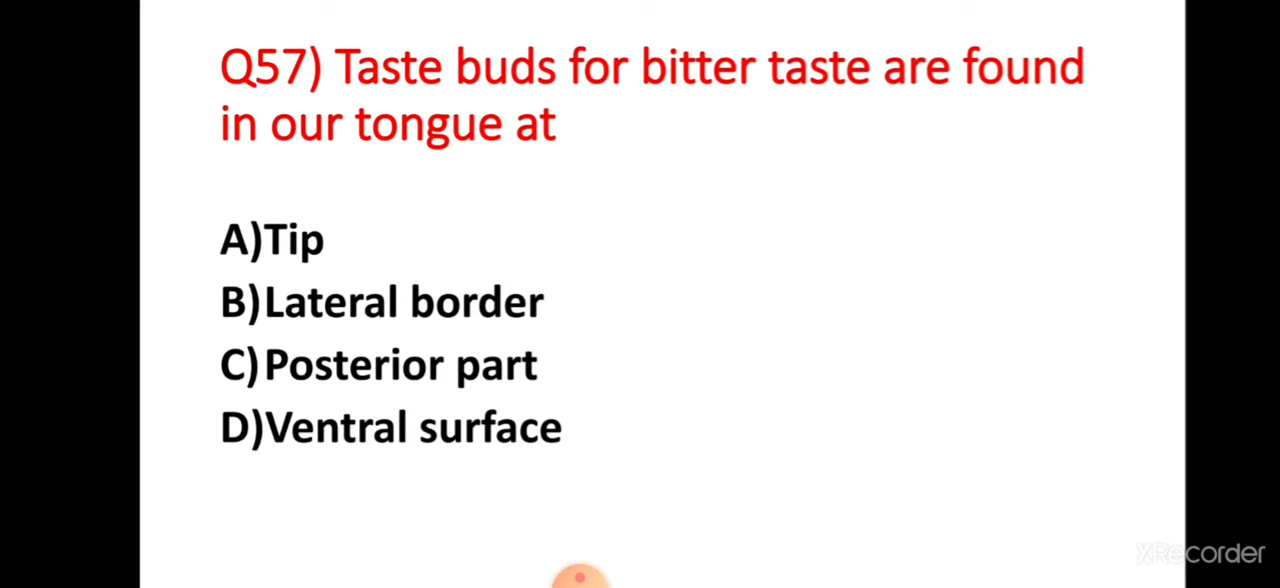 Q57) Taste buds for bitter taste are found
in our tongue at
A)Tip
B)Lateral border
C)Posterior part
D)Ventral surface
XRecorder